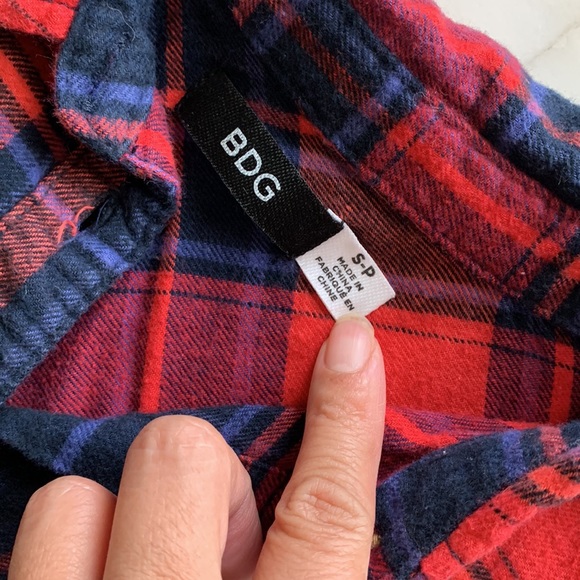 BDG
S-P
MADE IN
CHINA
FABRIQUÉ EN
CHINE